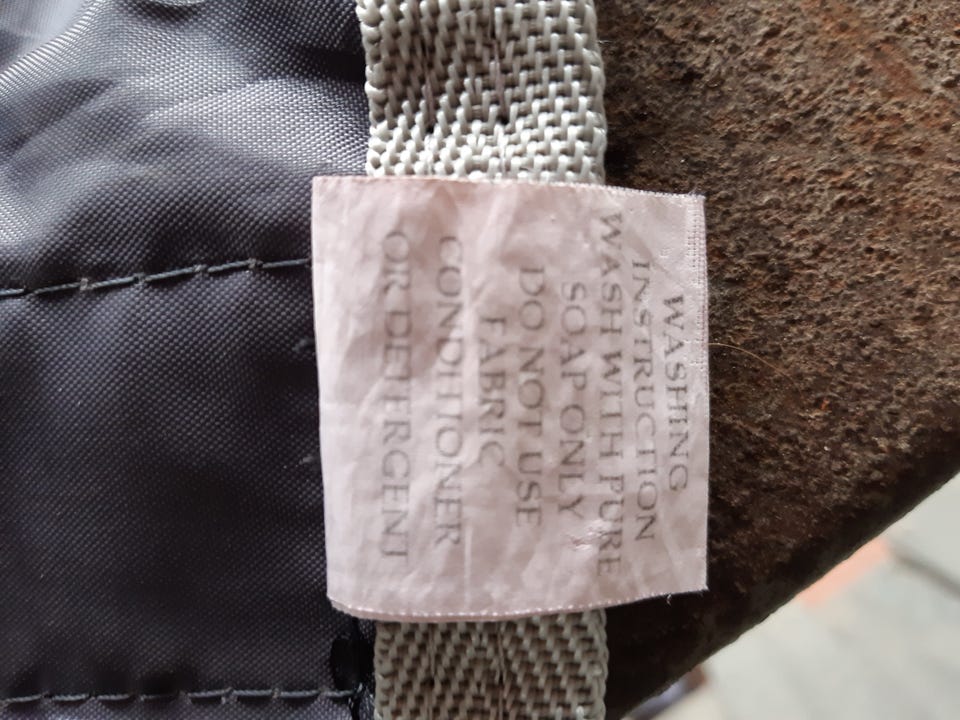 WASHING
INSTRUCTION
WASH WITH PURE
SOAP ONLY
DO NOT USE
FABRIC
CONDITIONER
OR DETERGENT